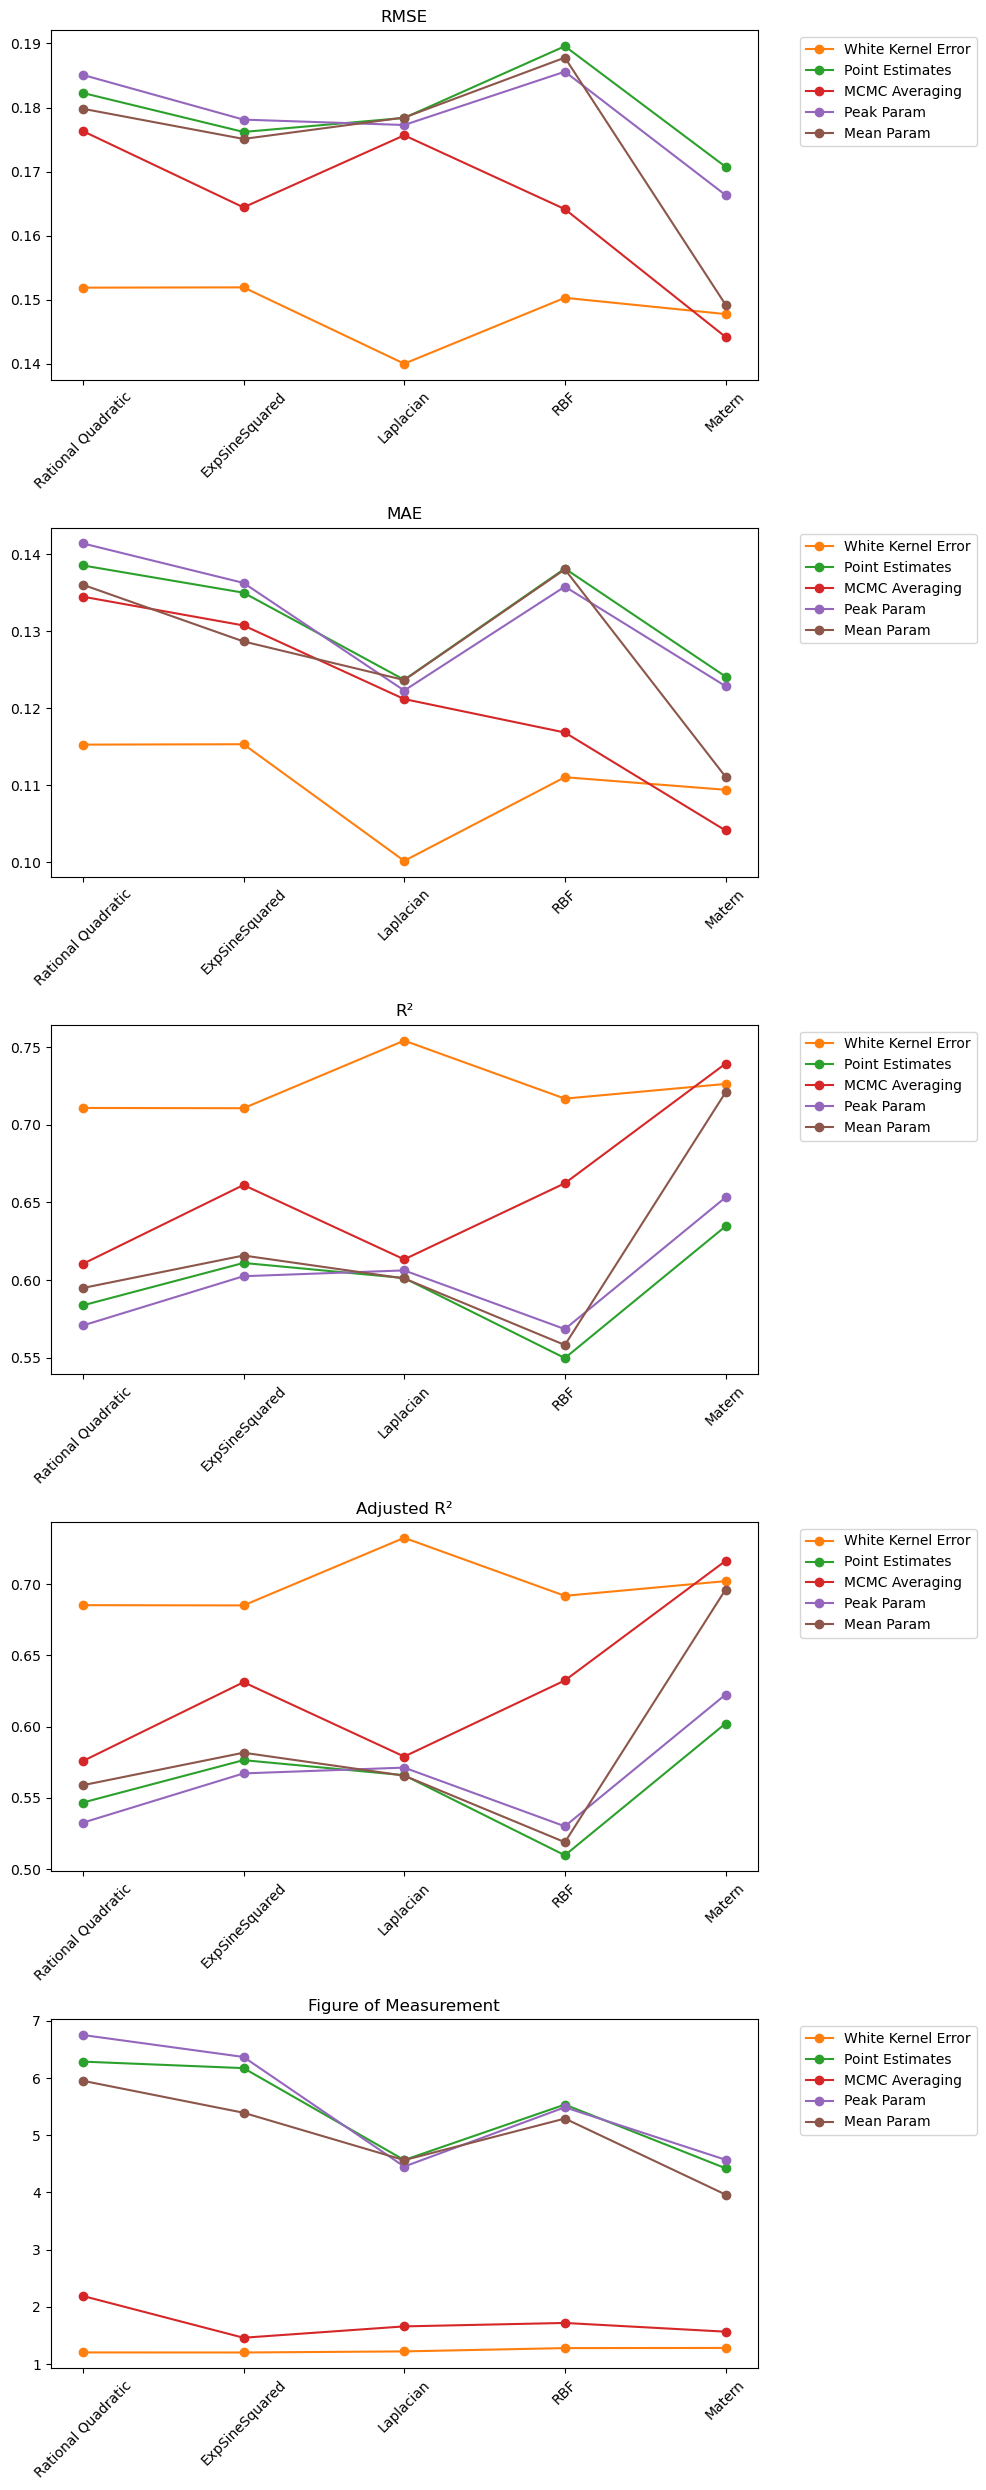 RMSE
0.19
0.18
0.17
0.16
0.15
0.14
Rational Quadratic
ExpSineSquared
Laplacian
RBF
Matern
White Kernel Error
Point Estimates
MCMC Averaging
Peak Param
Mean Param
MAE
0.14
0.13
0.12
0.11
0.10
Rational Quadratic
ExpSineSquared
Laplacian
RBF
Matern
White Kernel Error
Point Estimates
MCMC Averaging
Peak Param
Mean Param
R²
0.75
0.70
0.65
0.60
0.55
Rational Quadratic
ExpSineSquared
Laplacian
RBF
Matern
White Kernel Error
Point Estimates
MCMC Averaging
Peak Param
Mean Param
Adjusted R²
0.70
0.65
0.60
0.55
0.50
Rational Quadratic
ExpSineSquared
Laplacian
RBF
Matern
White Kernel Error
Point Estimates
MCMC Averaging
Peak Param
Mean Param
Figure of Measurement
7
6
5
4
3
2
1
Rational Quadratic
ExpSineSquared
Laplacian
RBF
Matern
White Kernel Error
Point Estimates
MCMC Averaging
Peak Param
Mean Param